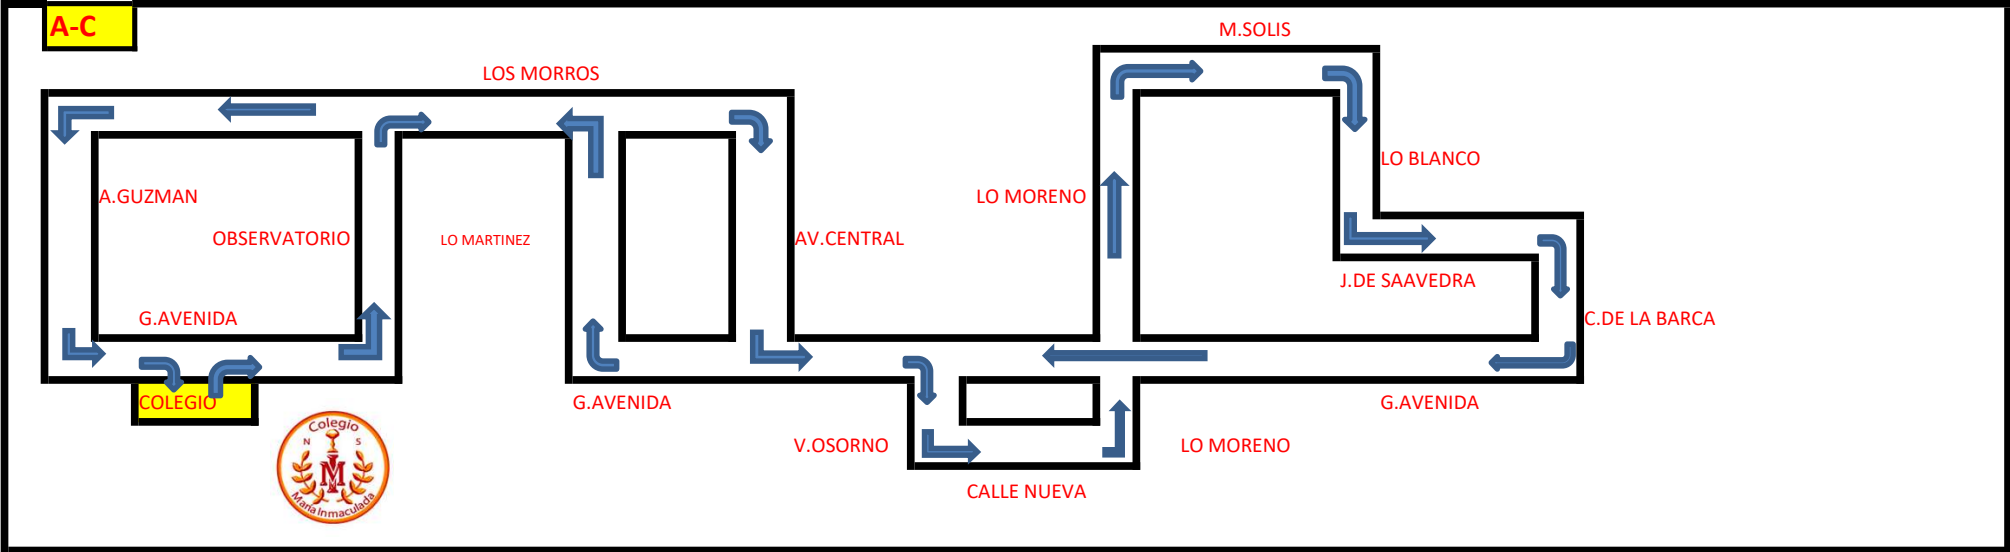 A-C
M.SOLIS
LOS MORROS
LO BLANCO
A.GUZMAN
LO MORENO
OBSERVATORIO
LO MARTINEZ
AV.CENTRAL
J.DE SAAVEDRA
G.AVENIDA
C.DE LA BARCA
COLEGIO
G.AVENIDA
G.AVENIDA
V.OSORNO
LO MORENO
CALLE NUEVA
Colegio
N S
M
María Inmaculada